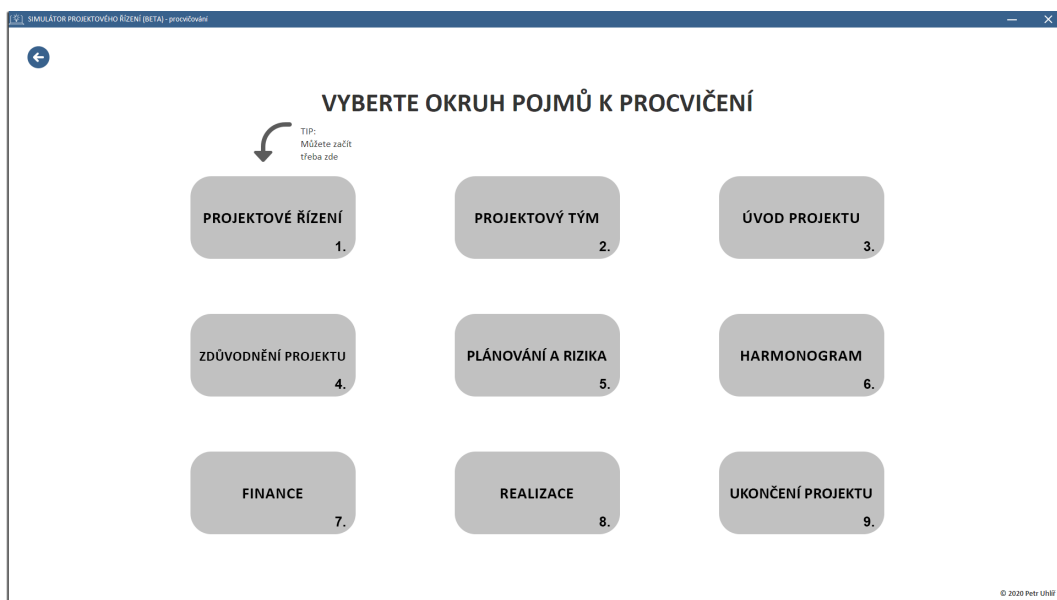 SIMULÁTOR PROJEKTOVÉHO ŘÍZENÍ (BETA) - procvičování
VYBERTE OKRUH POJMŮ K PROCVIČENÍ
TIP:
Můžete začít
třeba zde
PROJEKTOVÉ ŘÍZENÍ
1.
PROJEKTOVÝ TÝM
2.
ÚVOD PROJEKTU
3.
ZDŮVODNĚNÍ PROJEKTU
4.
PLÁNOVÁNÍ A RIZIKA
5.
HARMONOGRAM
6.
FINANCE
7.
REALIZACE
8.
UKONČENÍ PROJEKTU
9.
© 2020 Petr Uhlíř